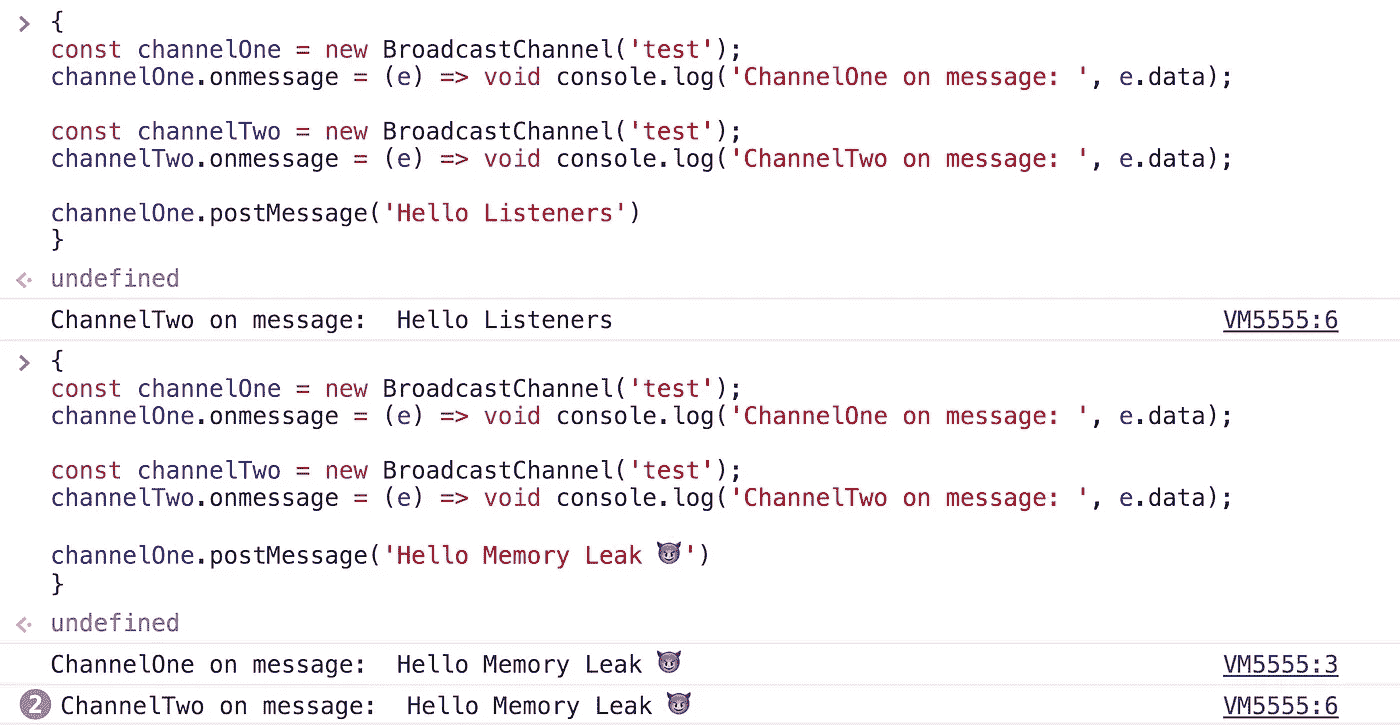 > {
const channelOne = new BroadcastChannel('test');
channelOne.onmessage = (e) => void console.log('ChannelOne on message: ', e.data);
const channelTwo = new BroadcastChannel('test');
channelTwo.onmessage = (e) => void console.log('ChannelTwo on message: ', e.data);
channelOne.postMessage('Hello Listeners')
}
undefined
ChannelTwo on message:  Hello Listeners VM5555:6
> {
const channelOne = new BroadcastChannel('test');
channelOne.onmessage = (e) => void console.log('ChannelOne on message: ', e.data);
const channelTwo = new BroadcastChannel('test');
channelTwo.onmessage = (e) => void console.log('ChannelTwo on message: ', e.data);
channelOne.postMessage('Hello Memory Leak 😈')
}
undefined
ChannelOne on message:  Hello Memory Leak 😈 VM5555:3
2 ChannelTwo on message:  Hello Memory Leak 😈 VM5555:6